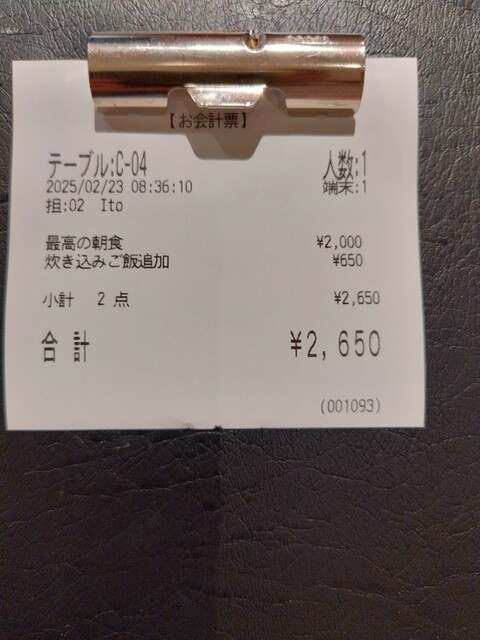 【お会計票】
テーブル:C-04 人数:1
2025/02/23 08:36:10 端末:1
担:02 Ito
最高の朝食 ¥2,000
炊き込みご飯追加 ¥650
小計 2 点 ¥2,650
合 計 ¥2,650
(001093)